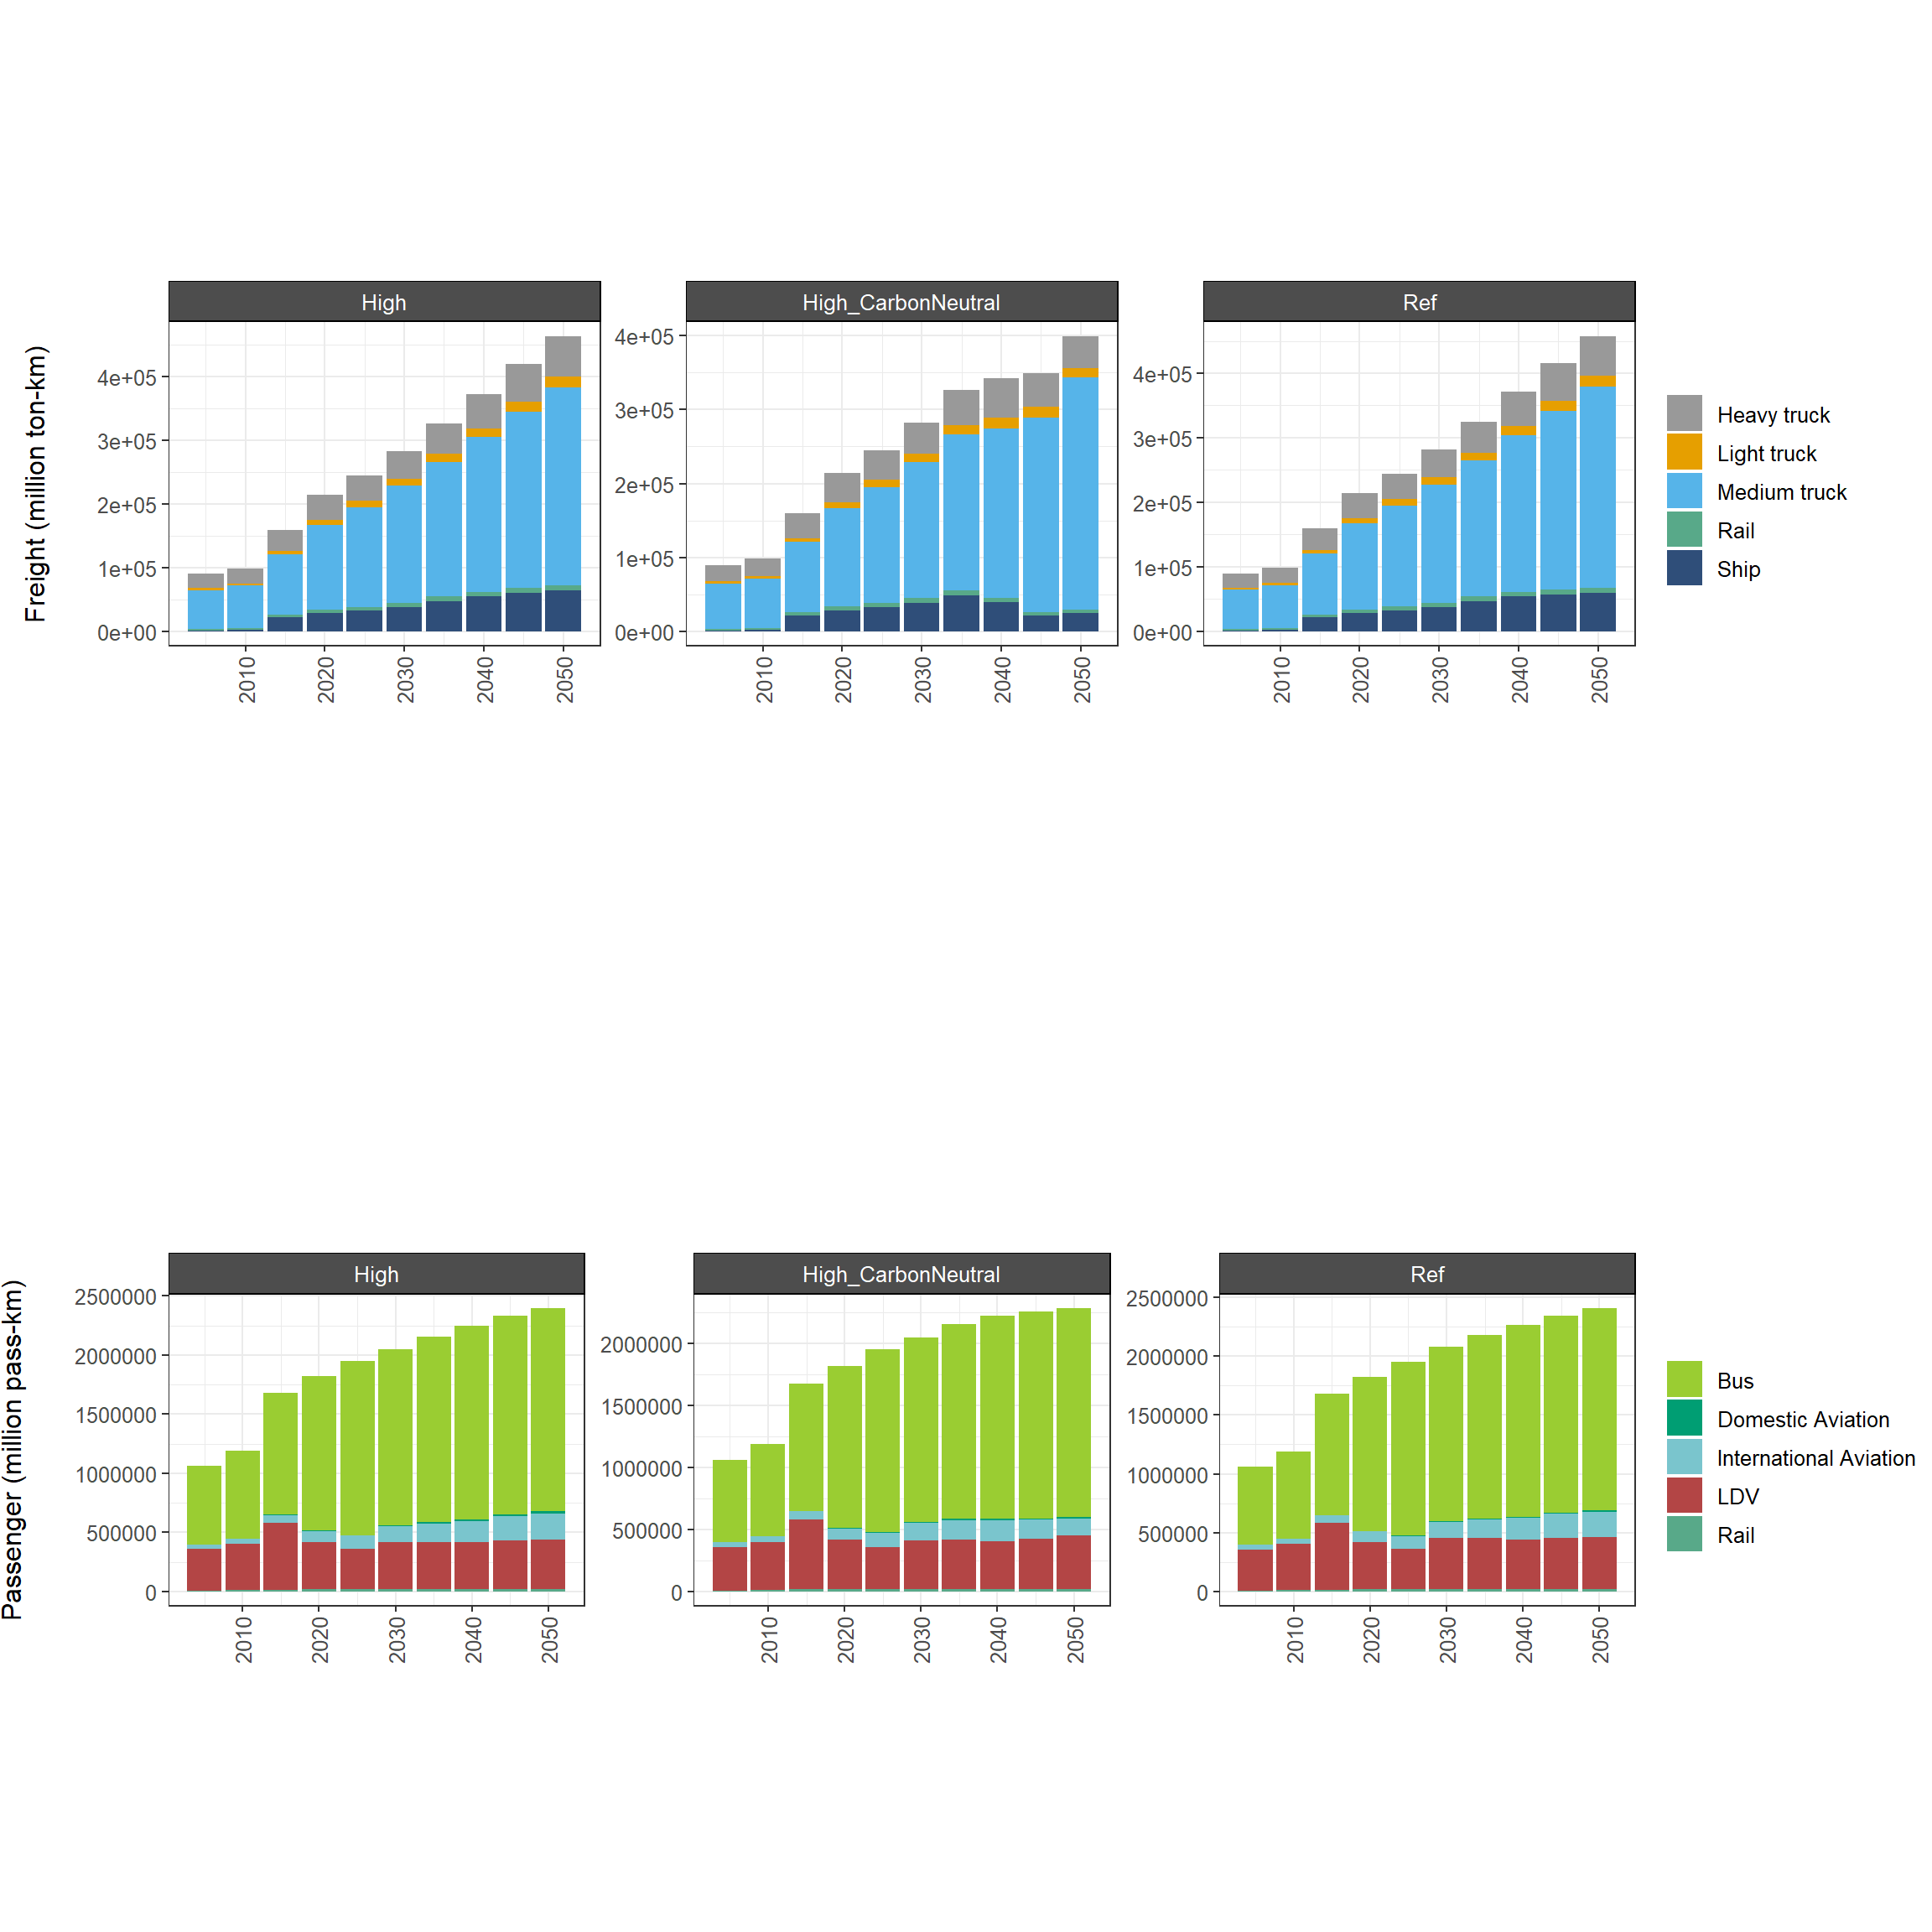 High
High_CarbonNeutral
Ref
Freight (million ton-km)
4e+05
3e+05
2e+05
1e+05
0e+00
4e+05
3e+05
2e+05
1e+05
0e+00
4e+05
3e+05
2e+05
1e+05
0e+00
2010
2020
2030
2040
2050
2010
2020
2030
2040
2050
2010
2020
2030
2040
2050
Heavy truck
Light truck
Medium truck
Rail
Ship
High
High_CarbonNeutral
Ref
Passenger (million pass-km)
2500000
2000000
1500000
1000000
500000
0
2000000
1500000
1000000
500000
0
2500000
2000000
1500000
1000000
500000
0
2010
2020
2030
2040
2050
2010
2020
2030
2040
2050
2010
2020
2030
2040
2050
Bus
Domestic Aviation
International Aviation
LDV
Rail